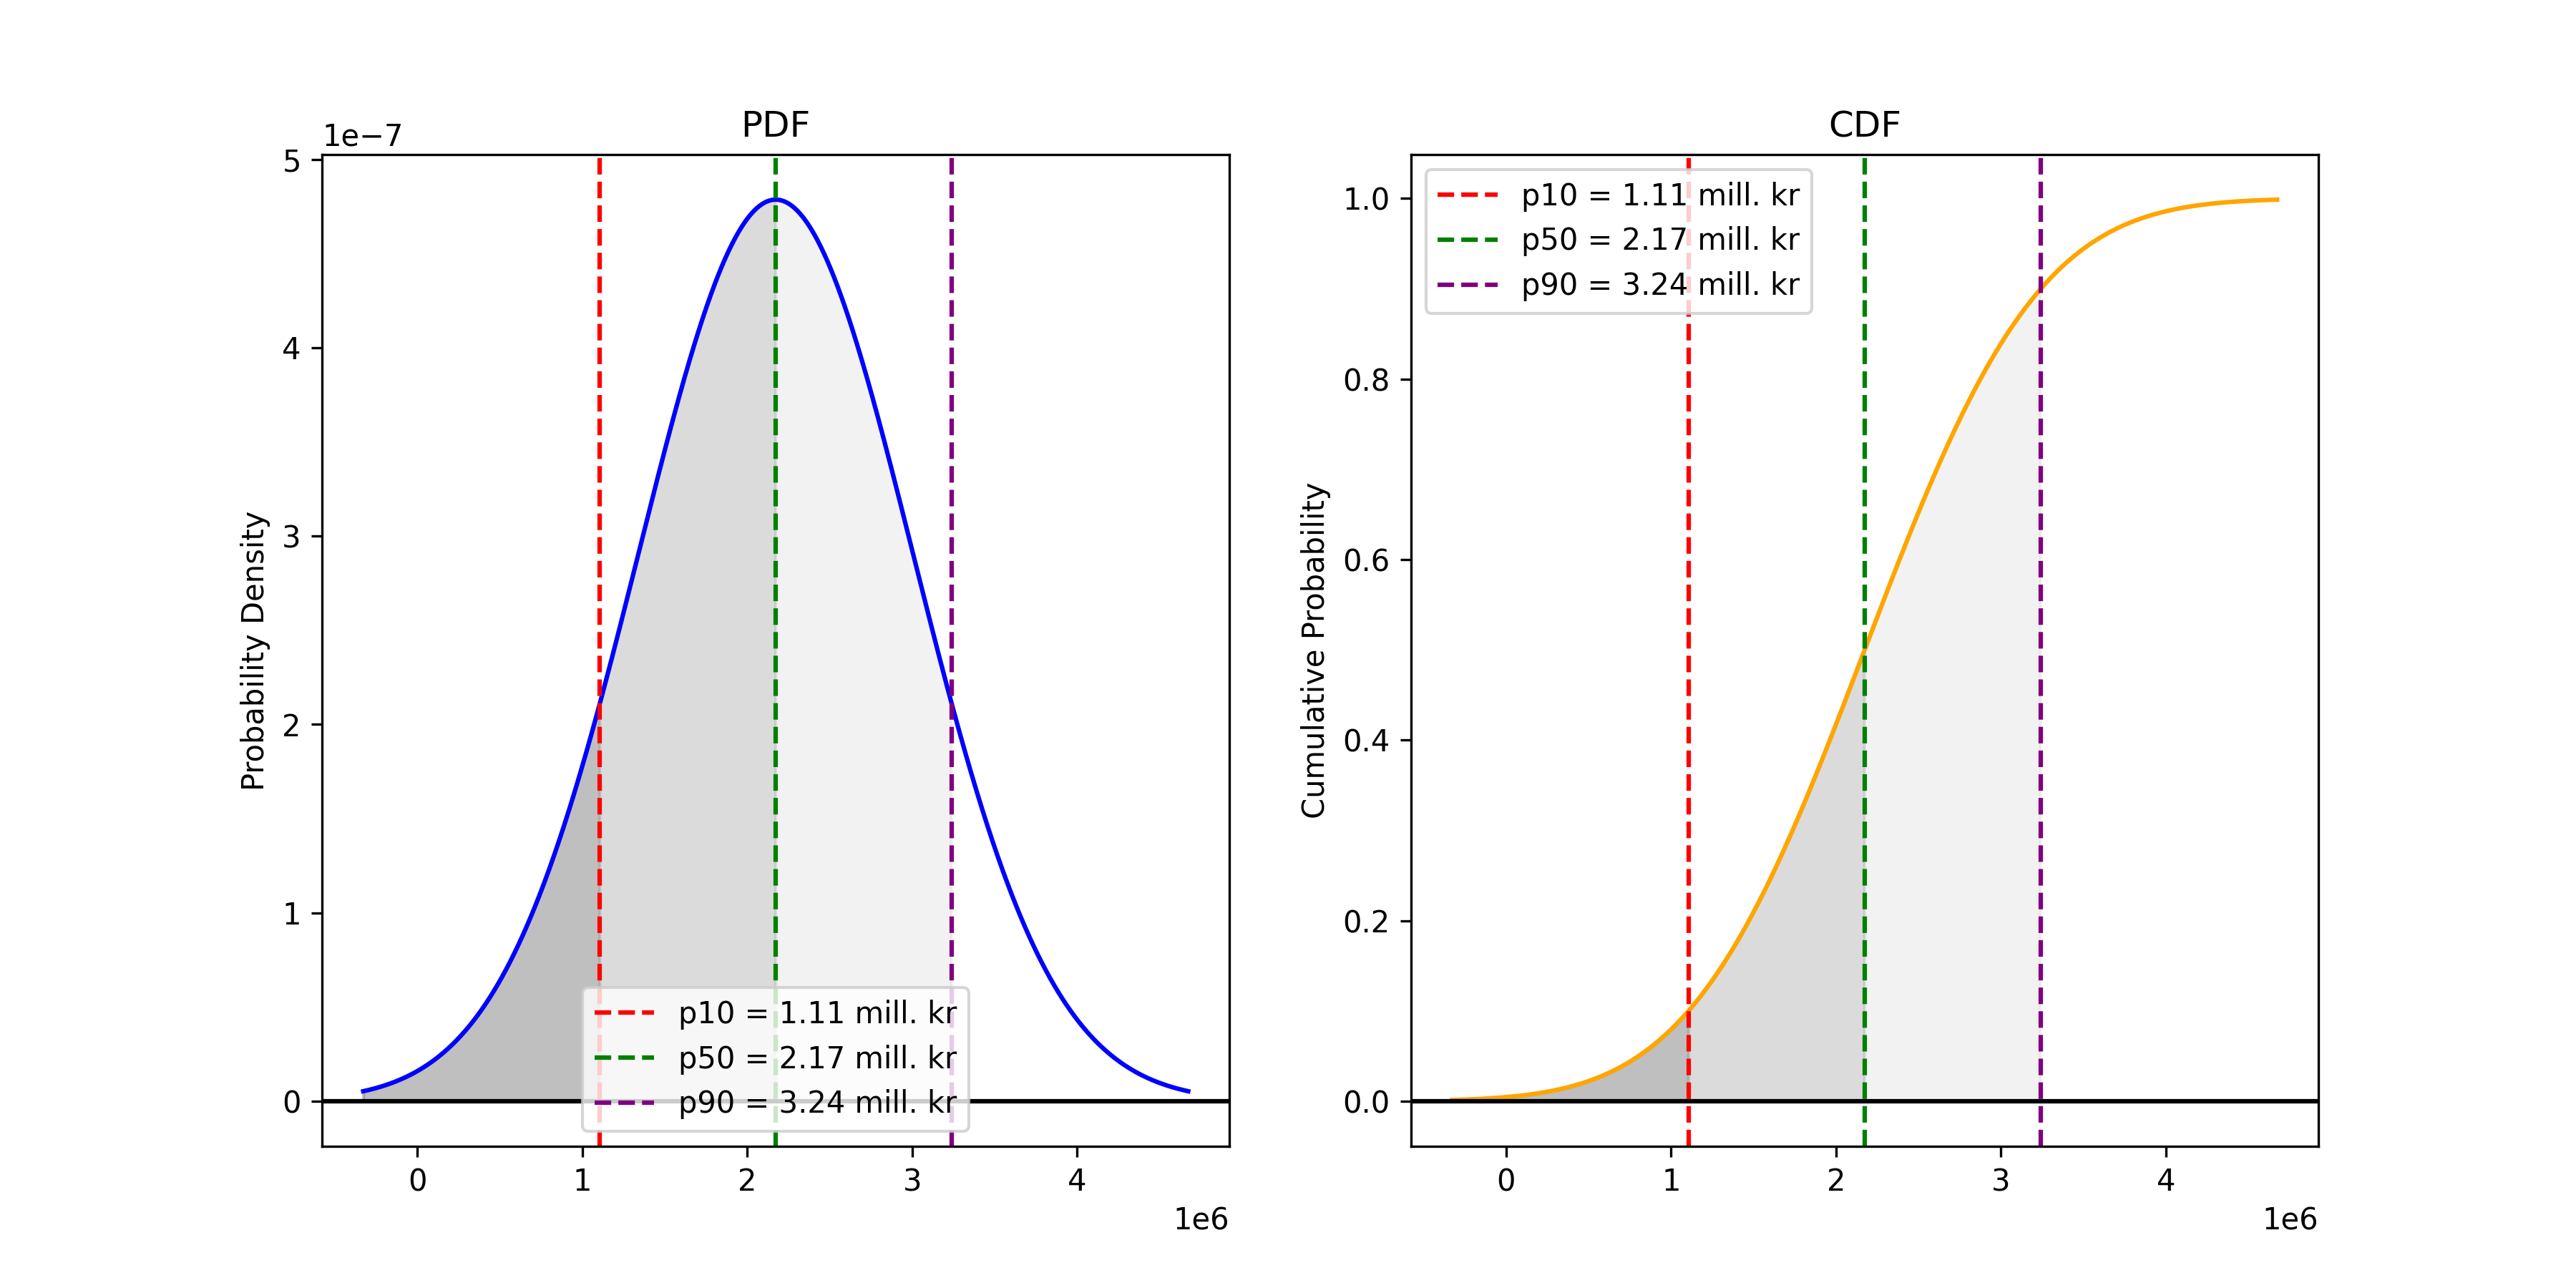 PDF
1e−7
5
4
3
2
1
0
Probability Density
p10 = 1.11 mill. kr
p50 = 2.17 mill. kr
p90 = 3.24 mill. kr
0 1 2 3 4
1e6
CDF
p10 = 1.11 mill. kr
p50 = 2.17 mill. kr
p90 = 3.24 mill. kr
1.0
0.8
0.6
0.4
0.2
0.0
Cumulative Probability
0 1 2 3 4
1e6